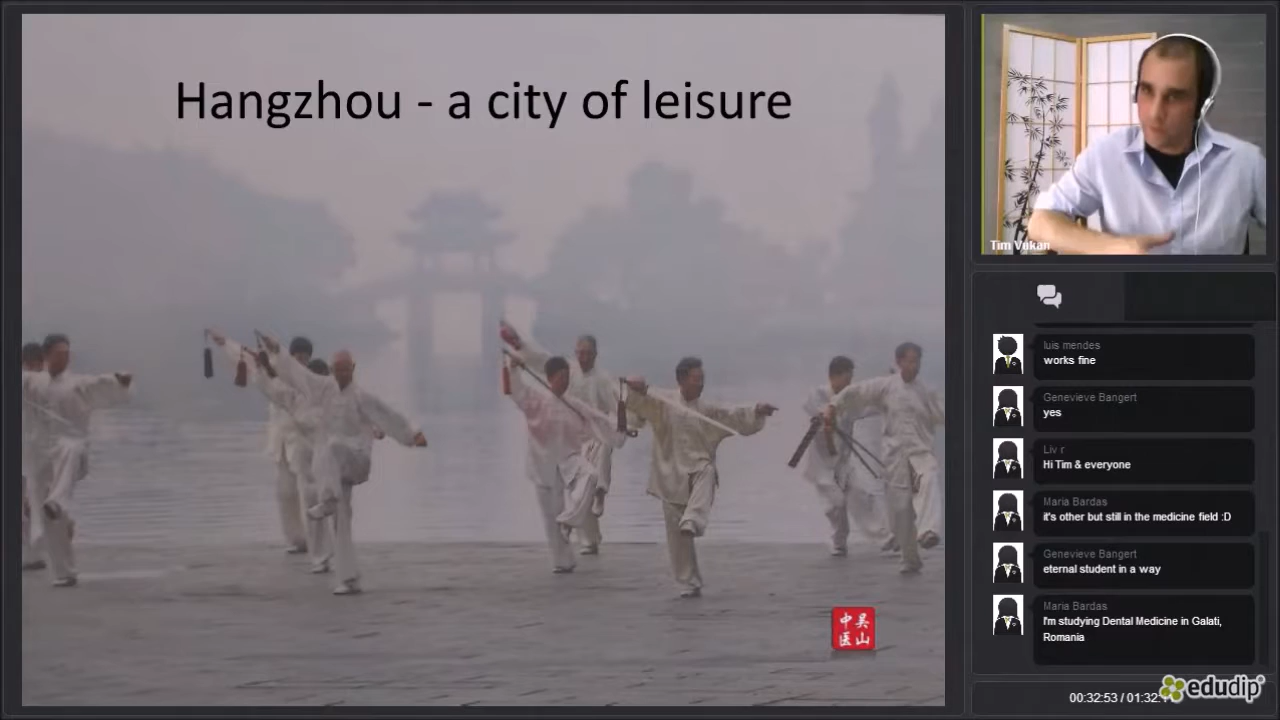 Hangzhou - a city of leisure
中吴
医山
Tim Vukan
luis mendes
works fine
Genevieve Bangert
yes
Liv r
Hi Tim & everyone
Maria Bardas
it's other but still in the medicine field :D
Genevieve Bangert
eternal student in a way
Maria Bardas
I'm studying Dental Medicine in Galati,
Romania
00:32:53 / 01:32:
edudip